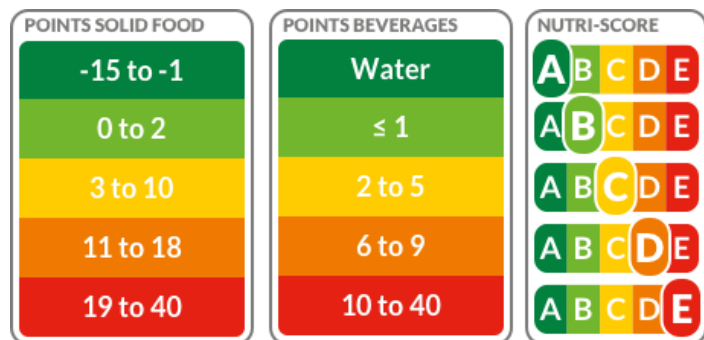 POINTS SOLID FOOD
-15 to -1
0 to 2
3 to 10
11 to 18
19 to 40
POINTS BEVERAGES
Water
≤ 1
2 to 5
6 to 9
10 to 40
NUTRI-SCORE
A B C D E
A B C D E
A B C D E
A B C D E
A B C D E